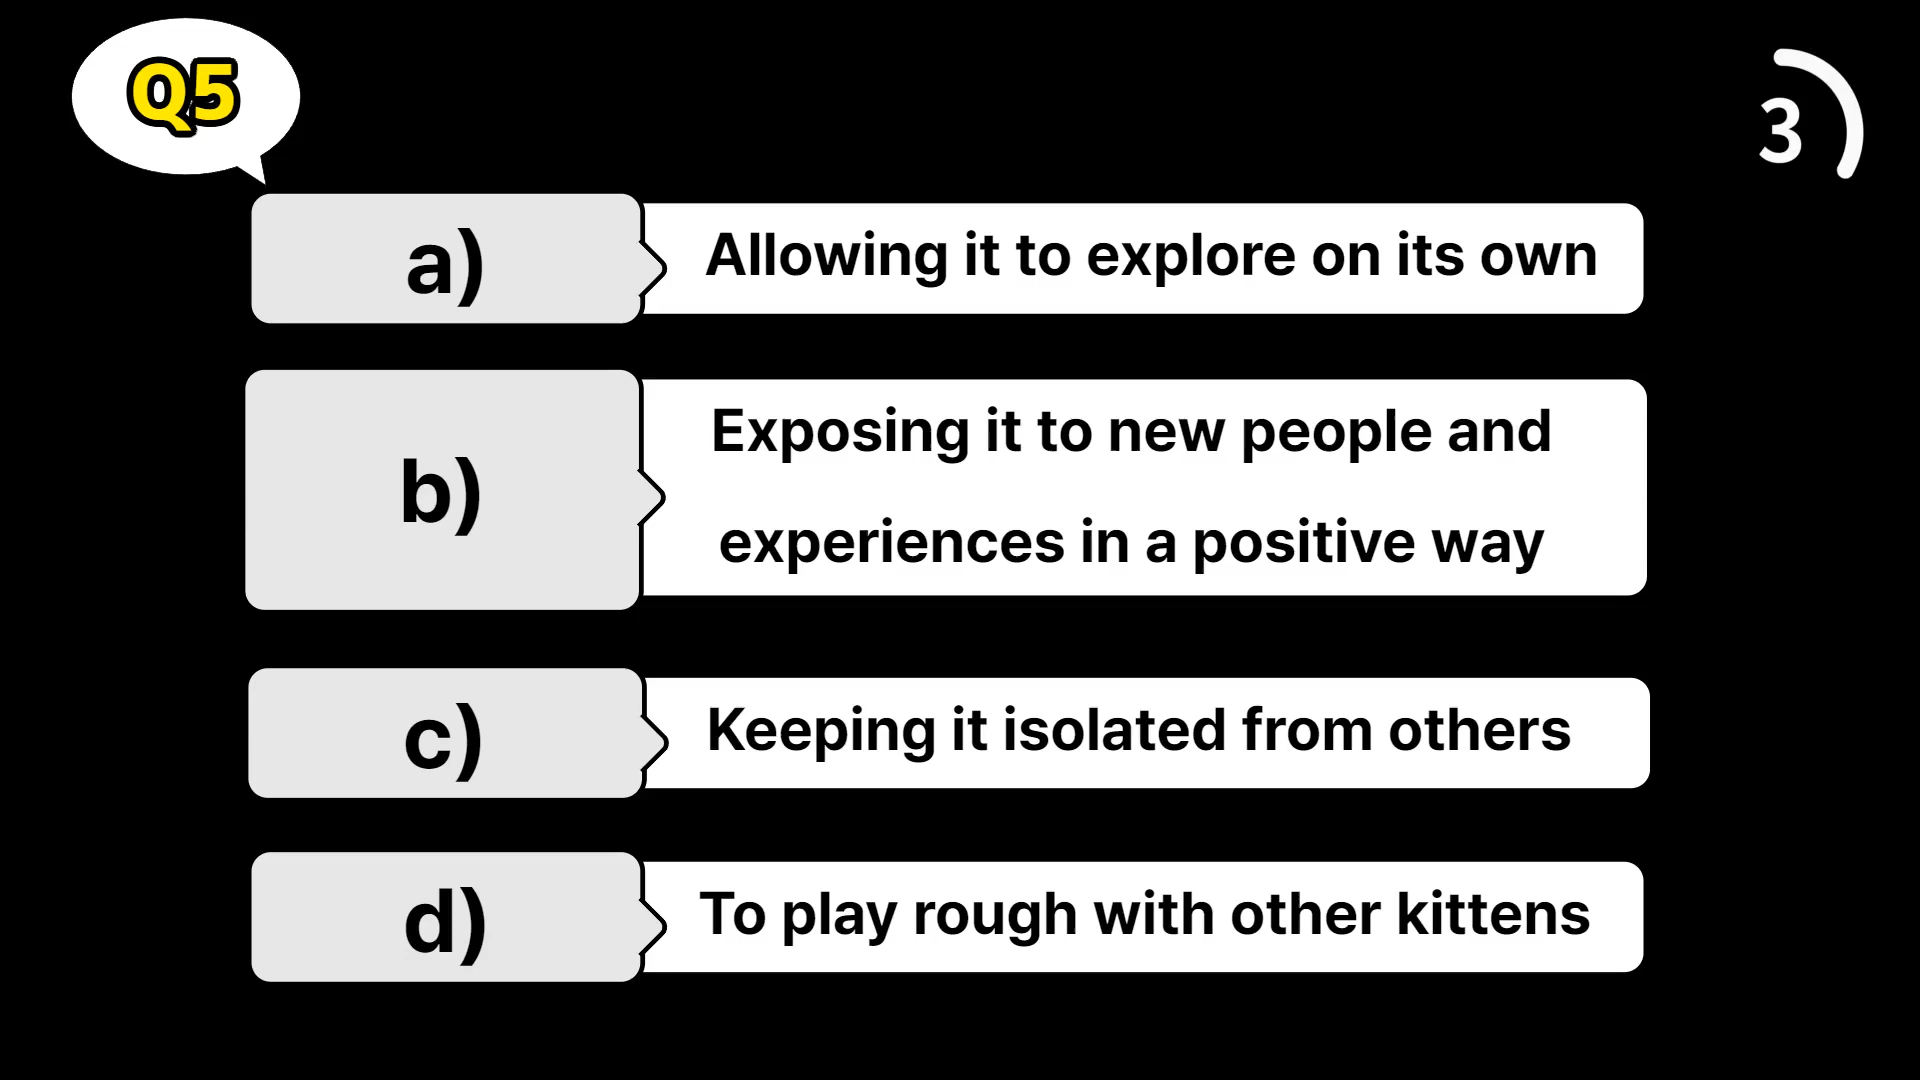 Q5
3
a)
Allowing it to explore on its own
b)
Exposing it to new people and
experiences in a positive way
c)
Keeping it isolated from others
d)
To play rough with other kittens